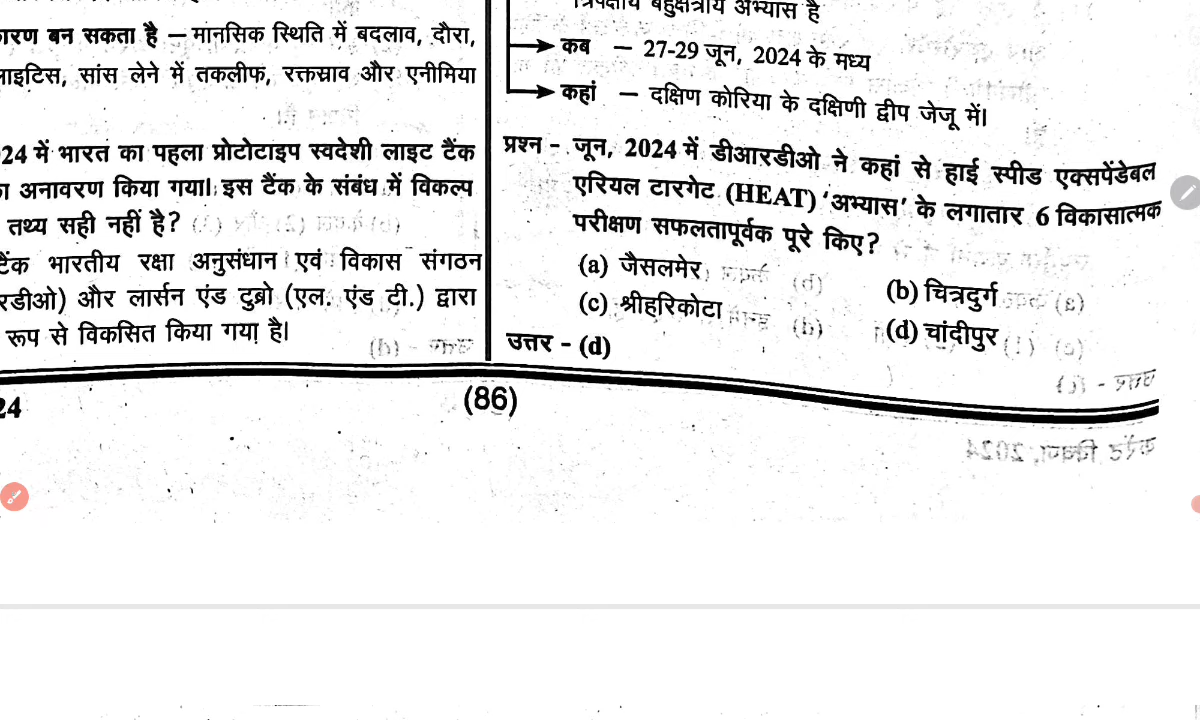 कारण बन सकता है – मानसिक स्थिति में बदलाव, दौरा,
लाइटिस, सांस लेने में तकलीफ, रक्तस्राव और एनीमिया
24 में भारत का पहला प्रोटोटाइप स्वदेशी लाइट टैंक
का अनावरण किया गया। इस टैंक के संबंध में विकल्प
तथ्य सही नहीं है?
टैंक भारतीय रक्षा अनुसंधान एवं विकास संगठन
रडीओ) और लार्सन एंड टुब्रो (एल. एंड टी.) द्वारा
रूप से विकसित किया गया है।
24
त्रिपक्षीय बहुक्षेत्रीय अभ्यास है
कब – 27-29 जून, 2024 के मध्य
कहां – दक्षिण कोरिया के दक्षिणी द्वीप जेजू में।
प्रश्न - जून, 2024 में डीआरडीओ ने कहां से हाई स्पीड एक्सपेंडेबल
एरियल टारगेट (HEAT) ‘अभ्यास’ के लगातार 6 विकासात्मक
परीक्षण सफलतापूर्वक पूरे किए?
(a) जैसलमेर (b) चित्रदुर्ग
(c) श्रीहरिकोटा (d) चांदीपुर
उत्तर - (d)
(86)